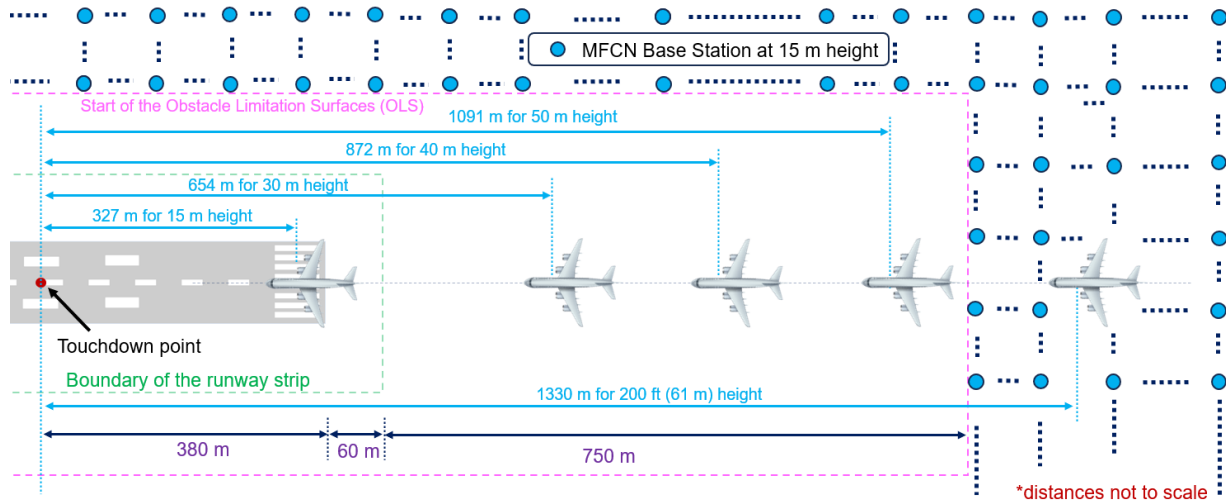 MFCN Base Station at 15 m height
Start of the Obstacle Limitation Surfaces (OLS)
1091 m for 50 m height
872 m for 40 m height
654 m for 30 m height
327 m for 15 m height
Touchdown point
Boundary of the runway strip
1330 m for 200 ft (61 m) height
380 m
60 m
750 m
*distances not to scale